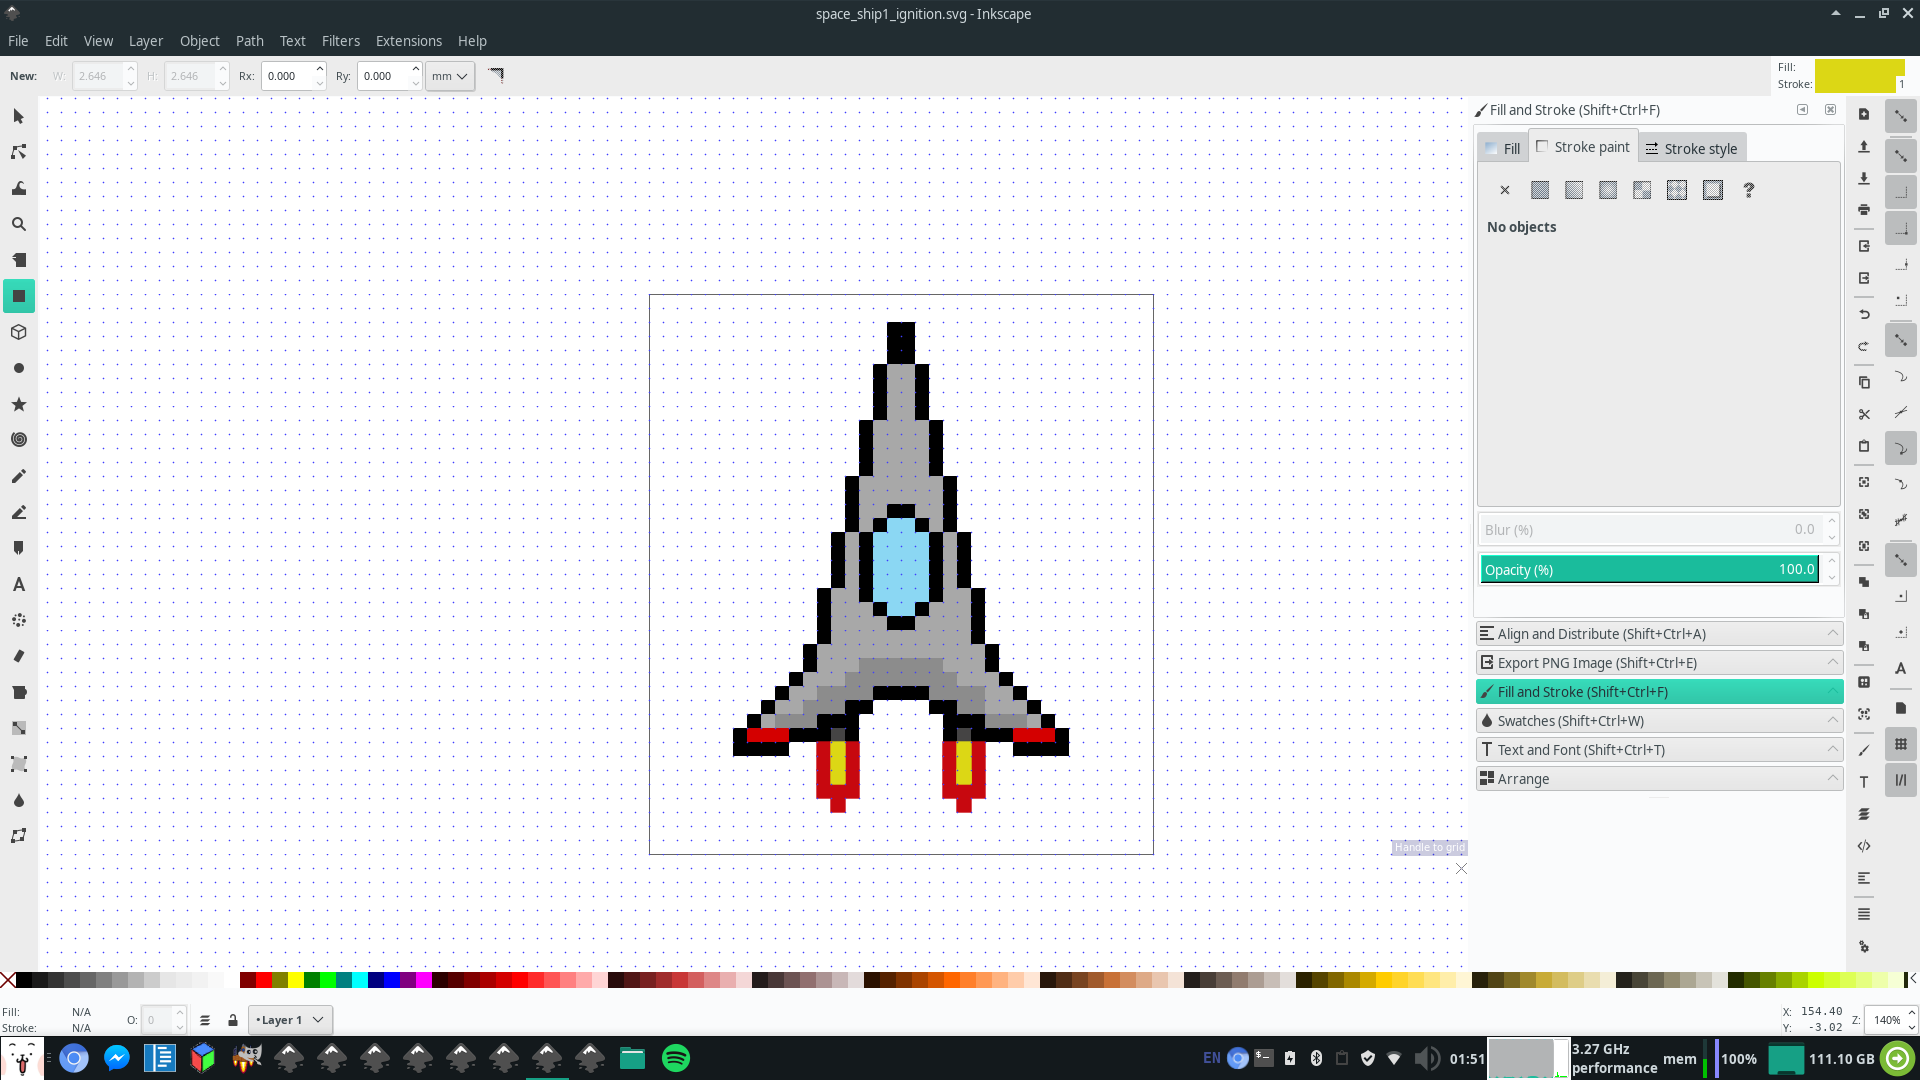 space_ship1_ignition.svg - Inkscape
File Edit View Layer Object Path Text Filters Extensions Help
New: W: 2.646 H: 2.646 Rx: 0.000 Ry: 0.000 mm
Fill:
Stroke: 1
Fill and Stroke (Shift+Ctrl+F)
Fill Stroke paint Stroke style
?
No objects
Blur (%) 0.0
Opacity (%) 100.0
Align and Distribute (Shift+Ctrl+A)
Export PNG Image (Shift+Ctrl+E)
Fill and Stroke (Shift+Ctrl+F)
Swatches (Shift+Ctrl+W)
Text and Font (Shift+Ctrl+T)
Arrange
Handle to grid
Fill: N/A
Stroke: N/A
O: 0
•Layer 1
X: 154.40
Y: -3.02
Z: 140%
EN
01:51
3.27 GHz
performance
mem
100%
111.10 GB